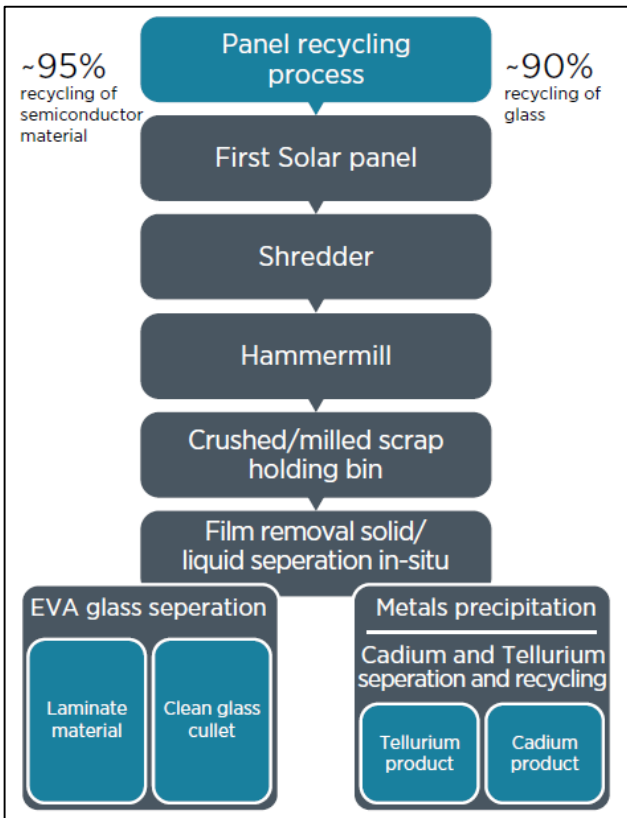 Panel recycling
process
~95%
recycling of
semiconductor
material
~90%
recycling of
glass
First Solar panel
Shredder
Hammermill
Crushed/milled scrap
holding bin
Film removal solid/
liquid seperation in-situ
EVA glass seperation
Laminate
material
Clean glass
cullet
Metals precipitation
Cadium and Tellurium
seperation and recycling
Tellurium
product
Cadium
product